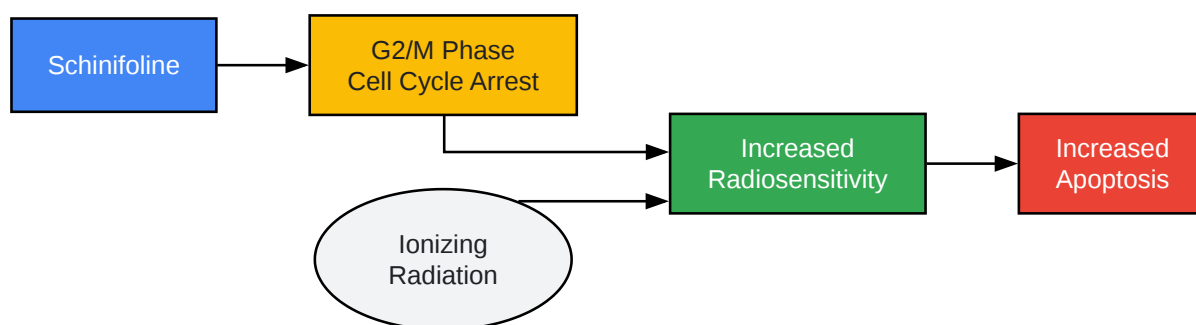 Schinifoline
G2/M Phase
Cell Cycle Arrest
Increased
Radiosensitivity
Increased
Apoptosis
Ionizing
Radiation